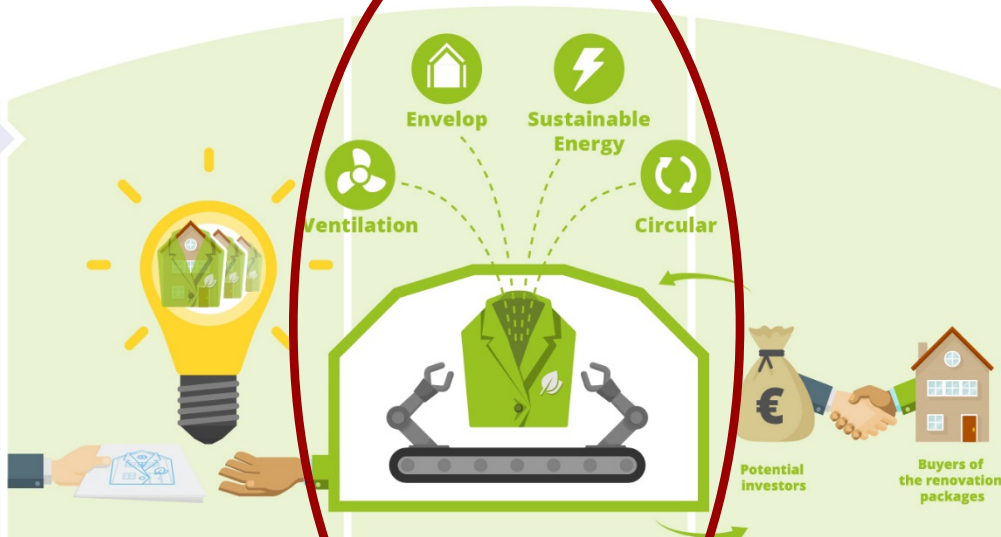 Envelop
Sustainable
Energy
Ventilation
Circular
€
Potential
investors
Buyers of
the renovation
packages